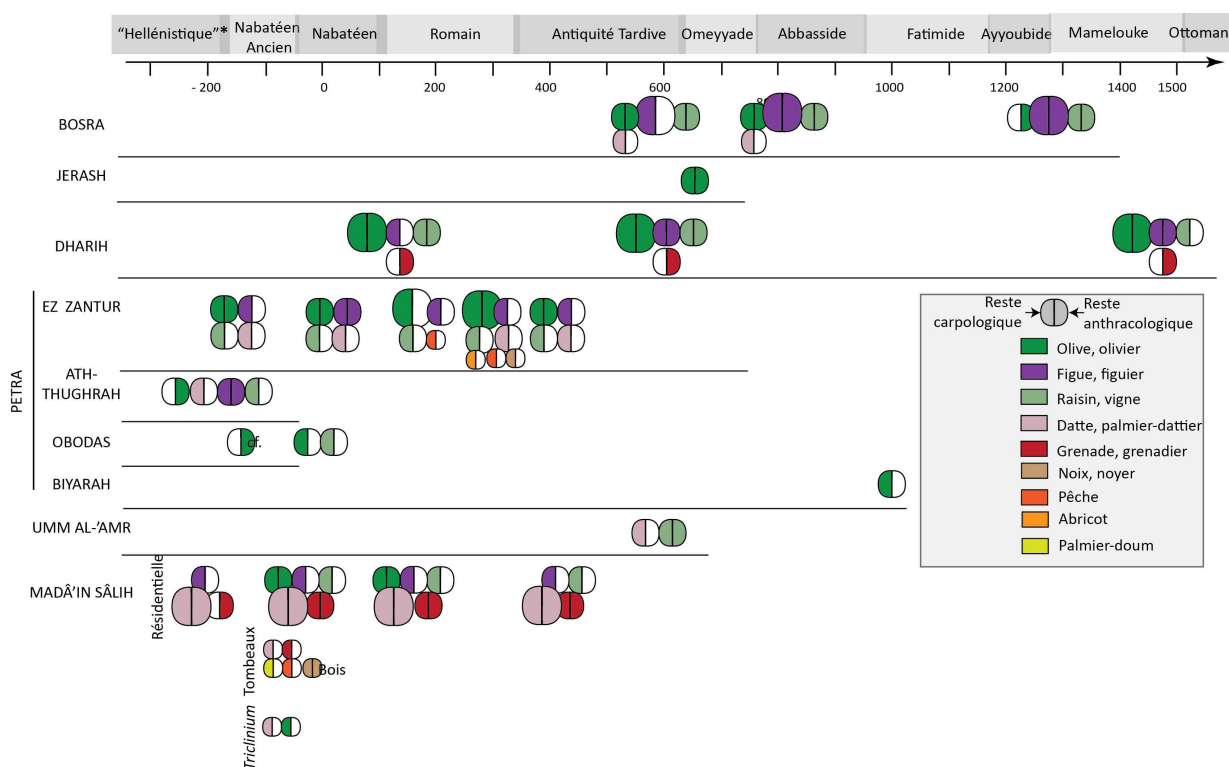 "Hellénistique"*
Nabatéen
Ancien
Nabatéen
Romain
Antiquité Tardive
Omeyyade
Abbasside
Fatimide
Ayyoubide
Mamelouke
Ottoman
- 200
0
200
400
600
80
1000
1200
1400
1500
BOSRA
JERASH
DHARIH
PETRA
EZ ZANTUR
ATH-
THUGHRAH
OBODAS
cf.
BIYARAH
UMM AL-'AMR
MADÂ'IN SÂLIH
Résidentielle
Tombeaux
Bois
Triclinium
Reste
carpologique
Reste
anthracologique
Olive, olivier
Figue, figuier
Raisin, vigne
Datte, palmier-dattier
Grenade, grenadier
Noix, noyer
Pêche
Abricot
Palmier-doum